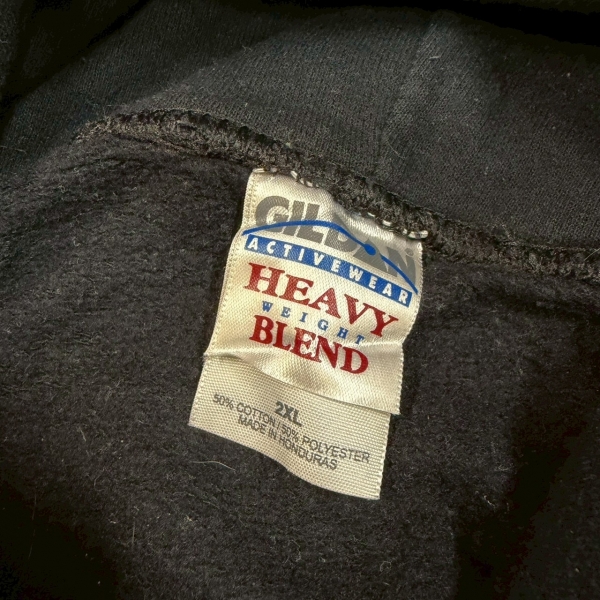 GILDAN
ACTIVEWEAR
HEAVY
WEIGHT
BLEND
2XL
50% COTTON/50% POLYESTER
MADE IN HONDURAS